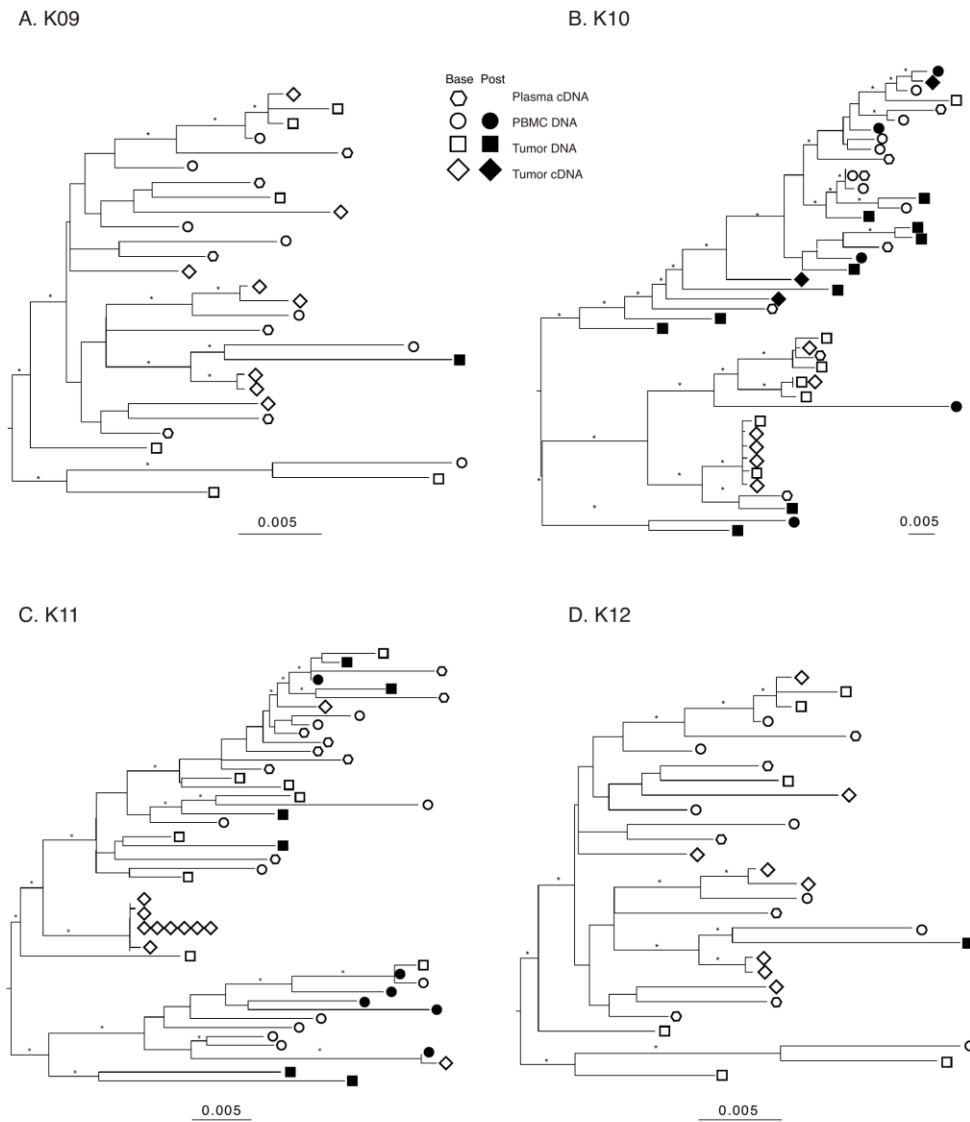 A. K09
B. K10
Base Post
Plasma cDNA
PBMC DNA
Tumor DNA
Tumor cDNA
0.005
0.005
C. K11
D. K12
0.005
0.005